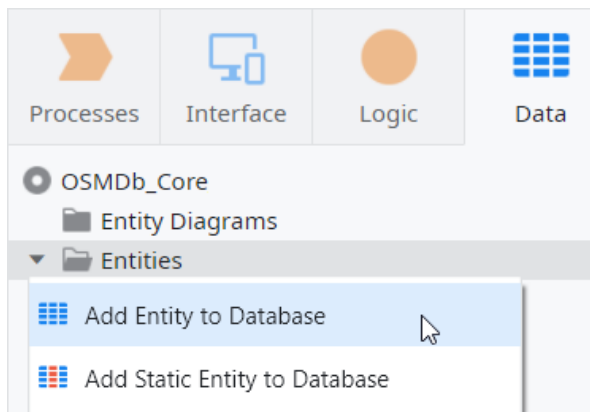 Processes Interface Logic Data
OSMDb_Core
Entity Diagrams
Entities
Add Entity to Database
Add Static Entity to Database